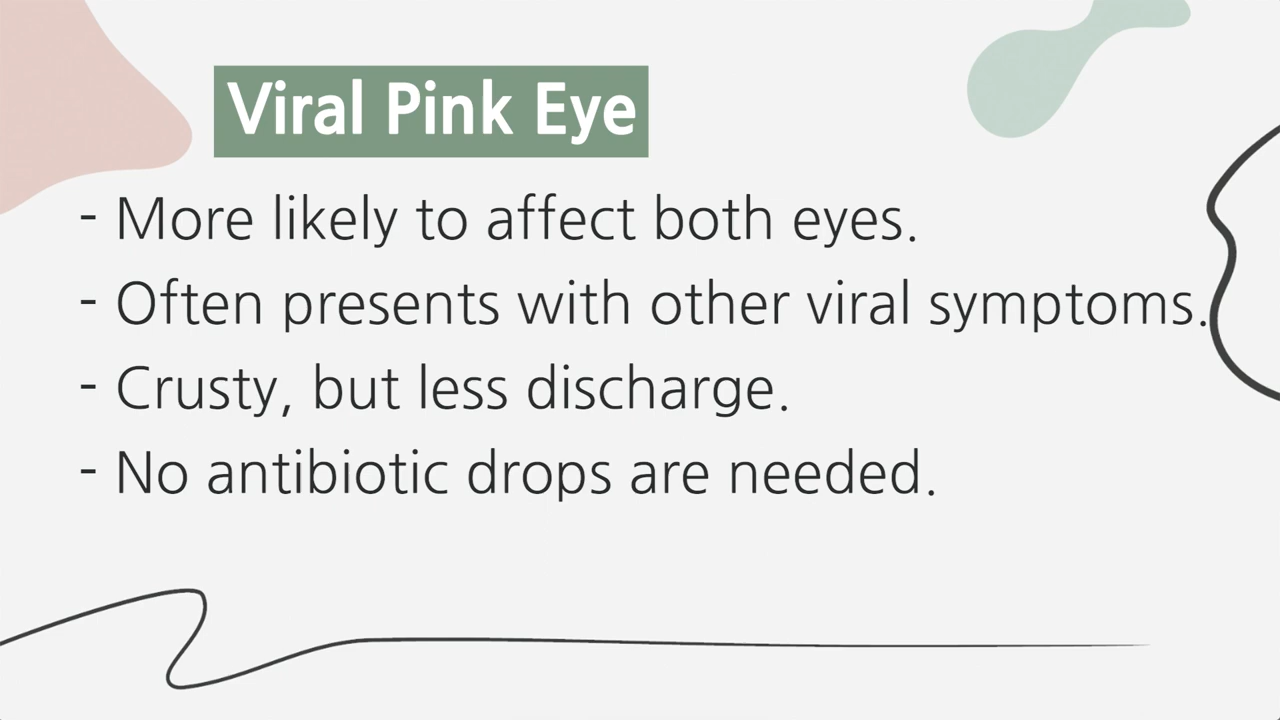 Viral Pink Eye
- More likely to affect both eyes.
- Often presents with other viral symptoms.
- Crusty, but less discharge.
- No antibiotic drops are needed.